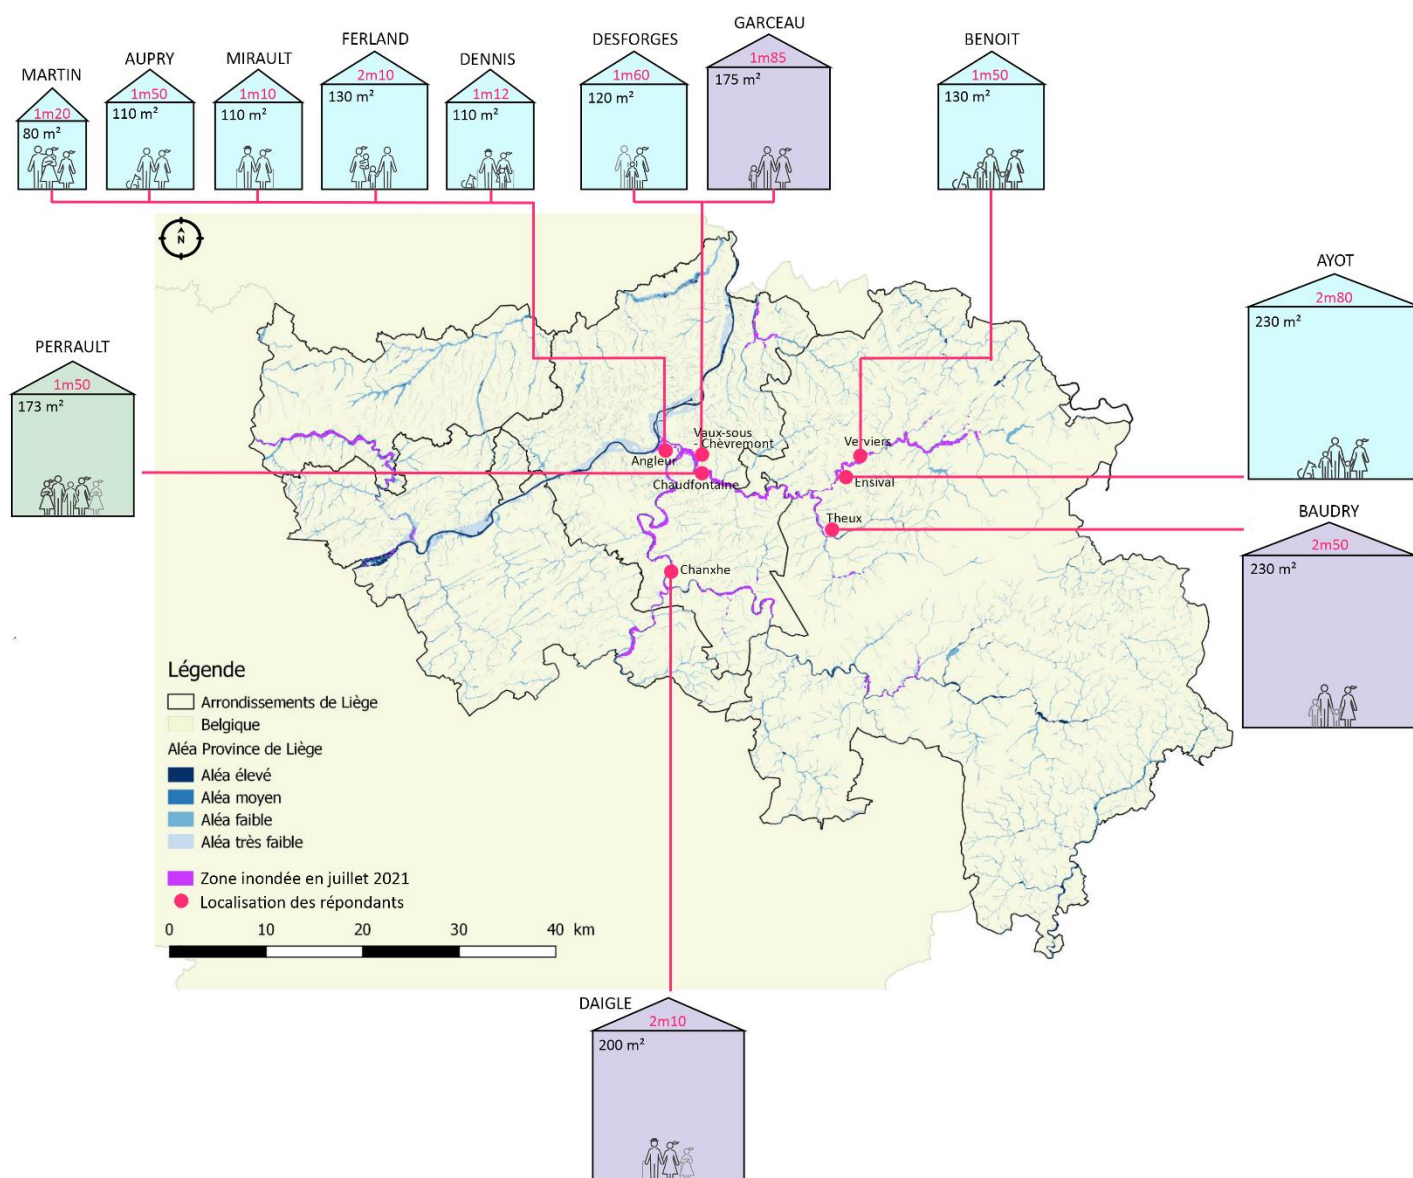 MARTIN
1m20
80 m²
AUPRY
1m50
110 m²
MIRAULT
1m10
110 m²
FERLAND
2m10
130 m²
DENNIS
1m12
110 m²
DESFORGES
1m60
120 m²
GARCEAU
1m85
175 m²
BENOIT
1m50
130 m²
AYOT
2m80
230 m²
PERRAULT
1m50
173 m²
BAUDRY
2m50
230 m²
N
Vaux-sous
- Chèvremont
Angleur
Chaudfontaine
Verviers
Ensival
Theux
Chanxhe
Légende
Arrondissements de Liège
Belgique
Aléa Province de Liège
Aléa élevé
Aléa moyen
Aléa faible
Aléa très faible
Zone inondée en juillet 2021
Localisation des répondants
0 10 20 30 40 km
DAIGLE
2m10
200 m²